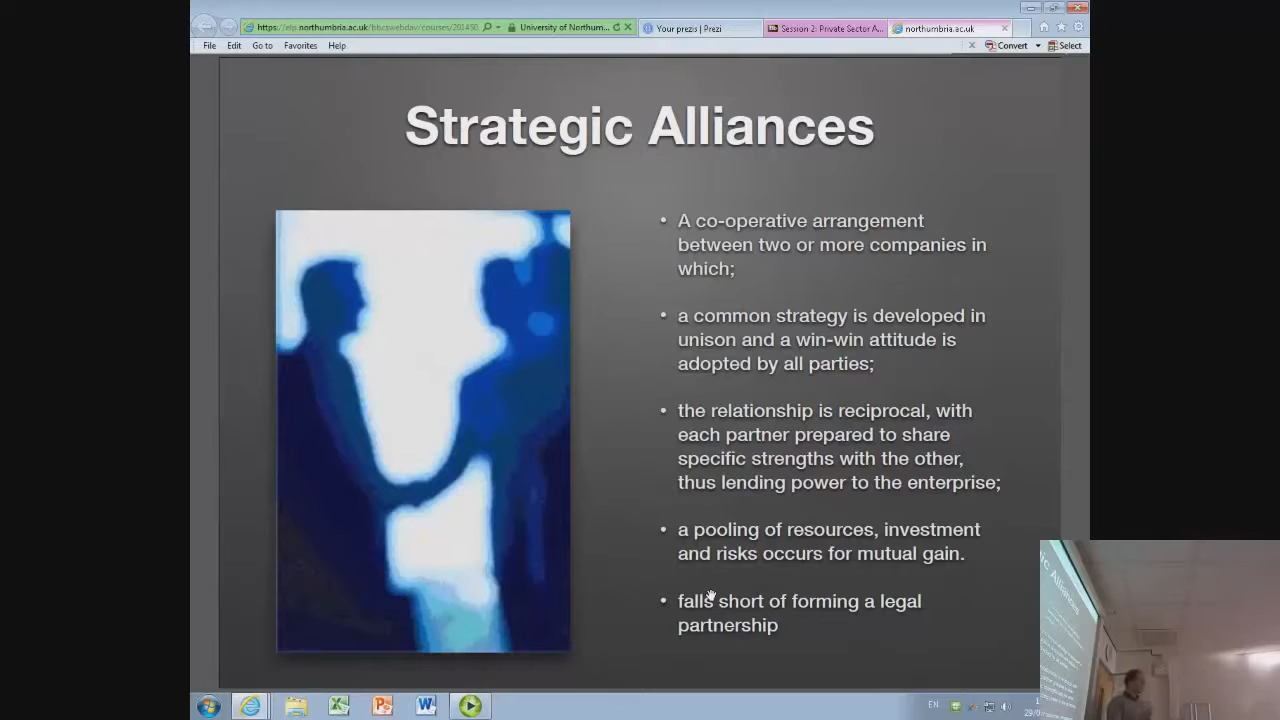 https://elp.northumbria.ac.uk/bbcswebdav/courses/201450
University of Northum...
Your prezis | Prezi
Session 2: Private Sector A...
northumbria.ac.uk
File Edit Go to Favorites Help
Convert Select
Strategic Alliances
• A co-operative arrangement
between two or more companies in
which;
• a common strategy is developed in
unison and a win-win attitude is
adopted by all parties;
• the relationship is reciprocal, with
each partner prepared to share
specific strengths with the other,
thus lending power to the enterprise;
• a pooling of resources, investment
and risks occurs for mutual gain.
• falls short of forming a legal
partnership
EN